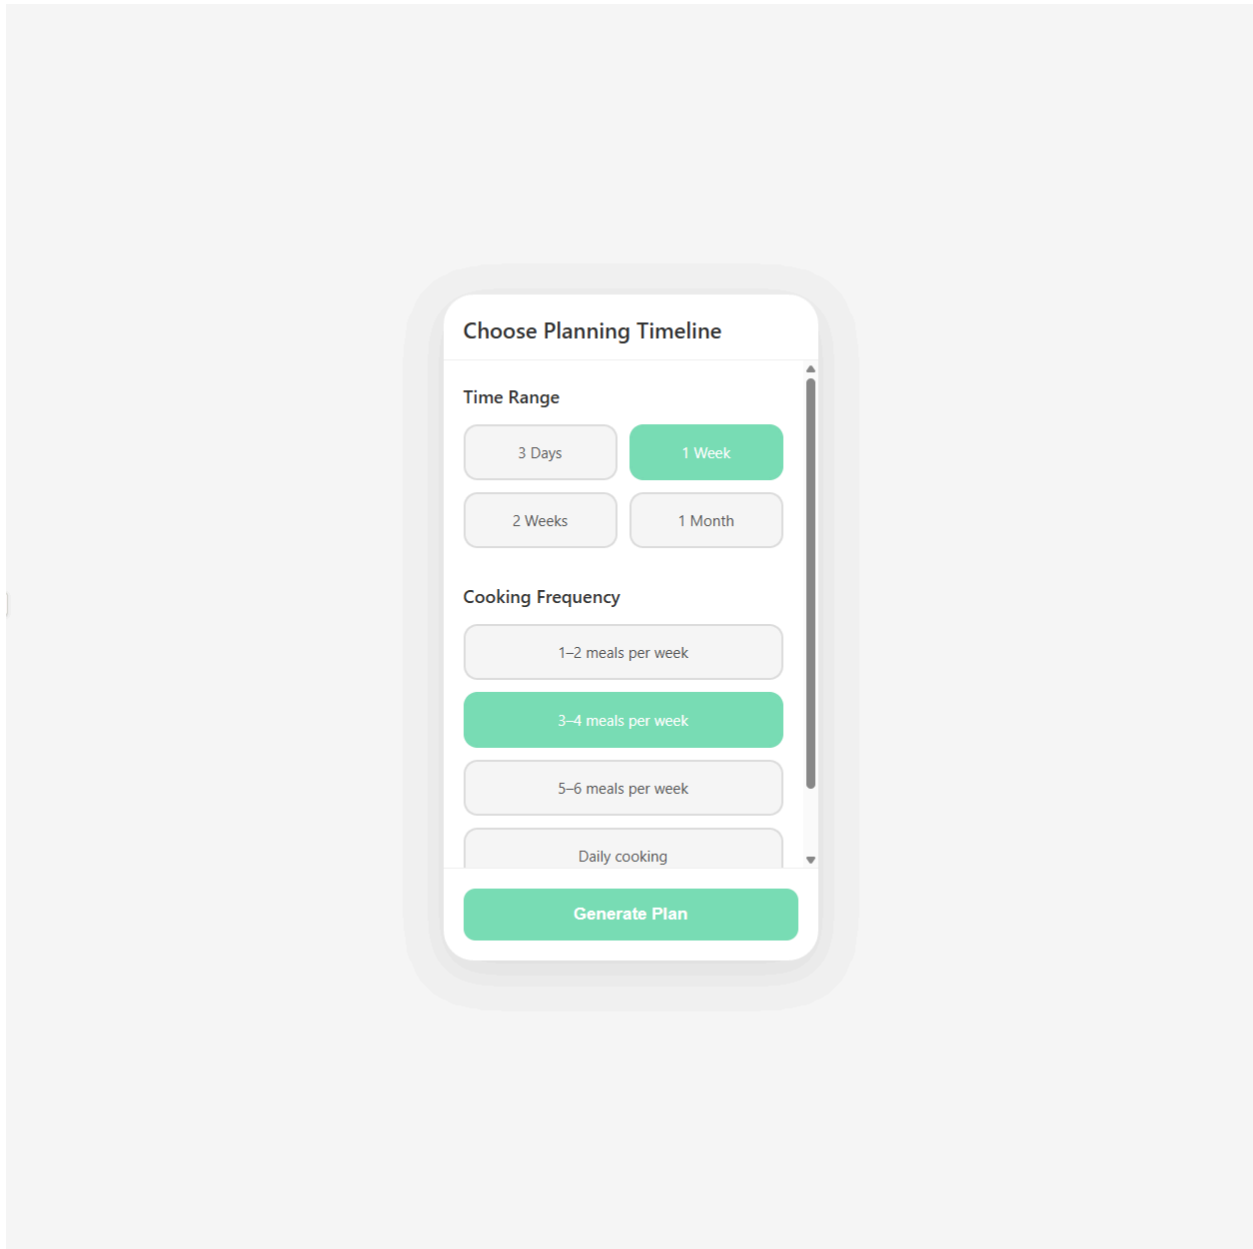 Choose Planning Timeline
Time Range
3 Days
1 Week
2 Weeks
1 Month
Cooking Frequency
1–2 meals per week
3–4 meals per week
5–6 meals per week
Daily cooking
Generate Plan